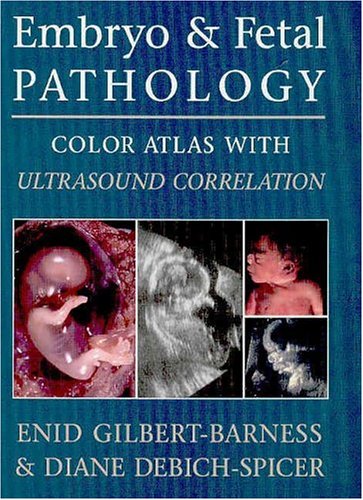 Embryo & Fetal
PATHOLOGY
COLOR ATLAS WITH
ULTRASOUND CORRELATION
ENID GILBERT-BARNESS
& DIANE DEBICH-SPICER